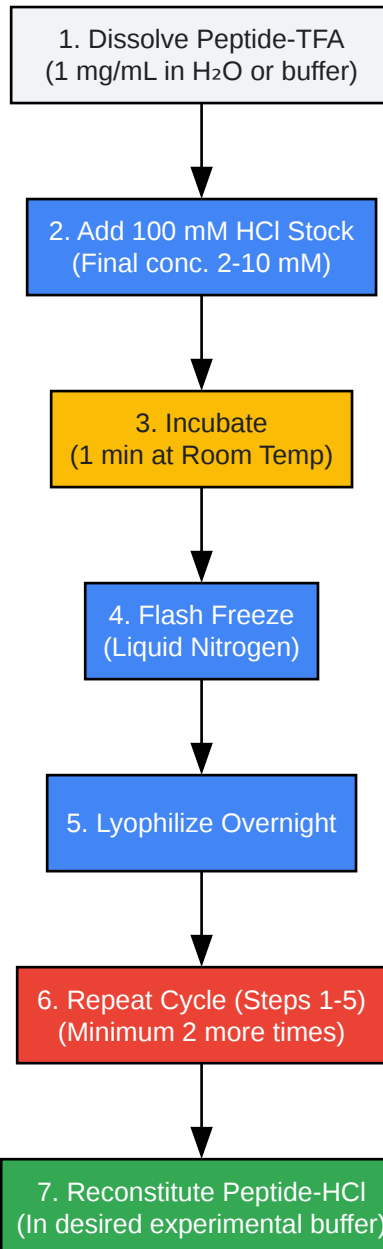 1. Dissolve Peptide-TFA
(1 mg/mL in H₂O or buffer)
2. Add 100 mM HCl Stock
(Final conc. 2-10 mM)
3. Incubate
(1 min at Room Temp)
4. Flash Freeze
(Liquid Nitrogen)
5. Lyophilize Overnight
6. Repeat Cycle (Steps 1-5)
(Minimum 2 more times)
7. Reconstitute Peptide-HCl
(In desired experimental buffer)